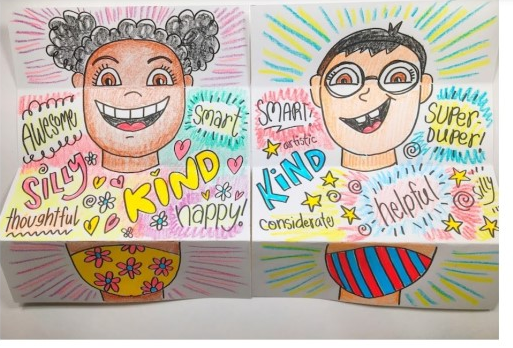 Awesome
Smart
SILLY
KIND
thoughtful
happy!
SMART
artistic
SUPER-
DUPER!
KiND
helpful
silly
considerate